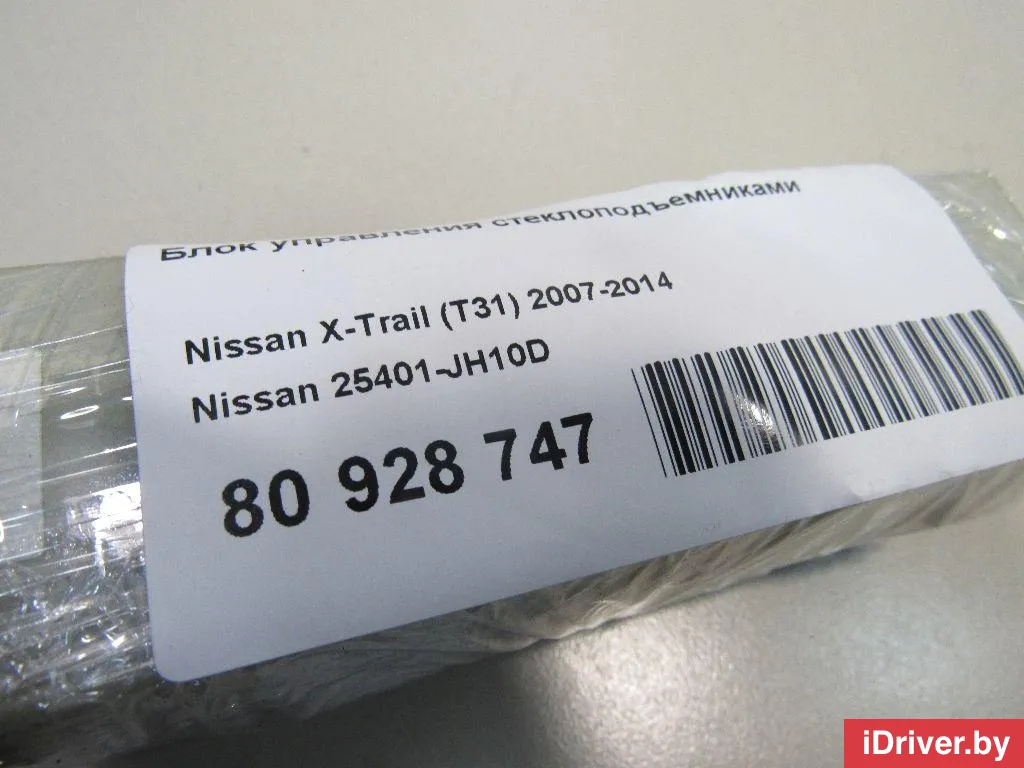 Блок управления стеклоподъемниками
Nissan X-Trail (T31) 2007-2014
Nissan 25401-JH10D
80 928 747
iDriver.by